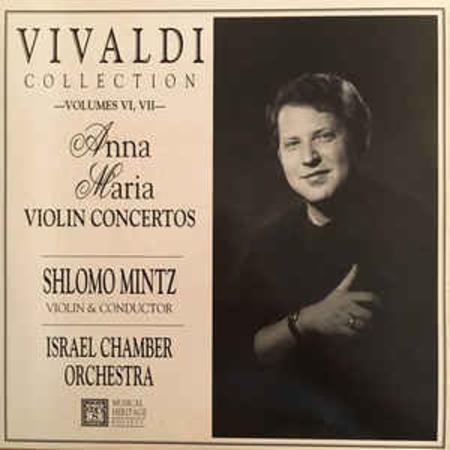 VIVALDI
COLLECTION
—VOLUMES VI, VII—
Anna
Maria
VIOLIN CONCERTOS
SHLOMO MINTZ
VIOLIN & CONDUCTOR
ISRAEL CHAMBER
ORCHESTRA
MUSICAL
HERITAGE
SOCIETY